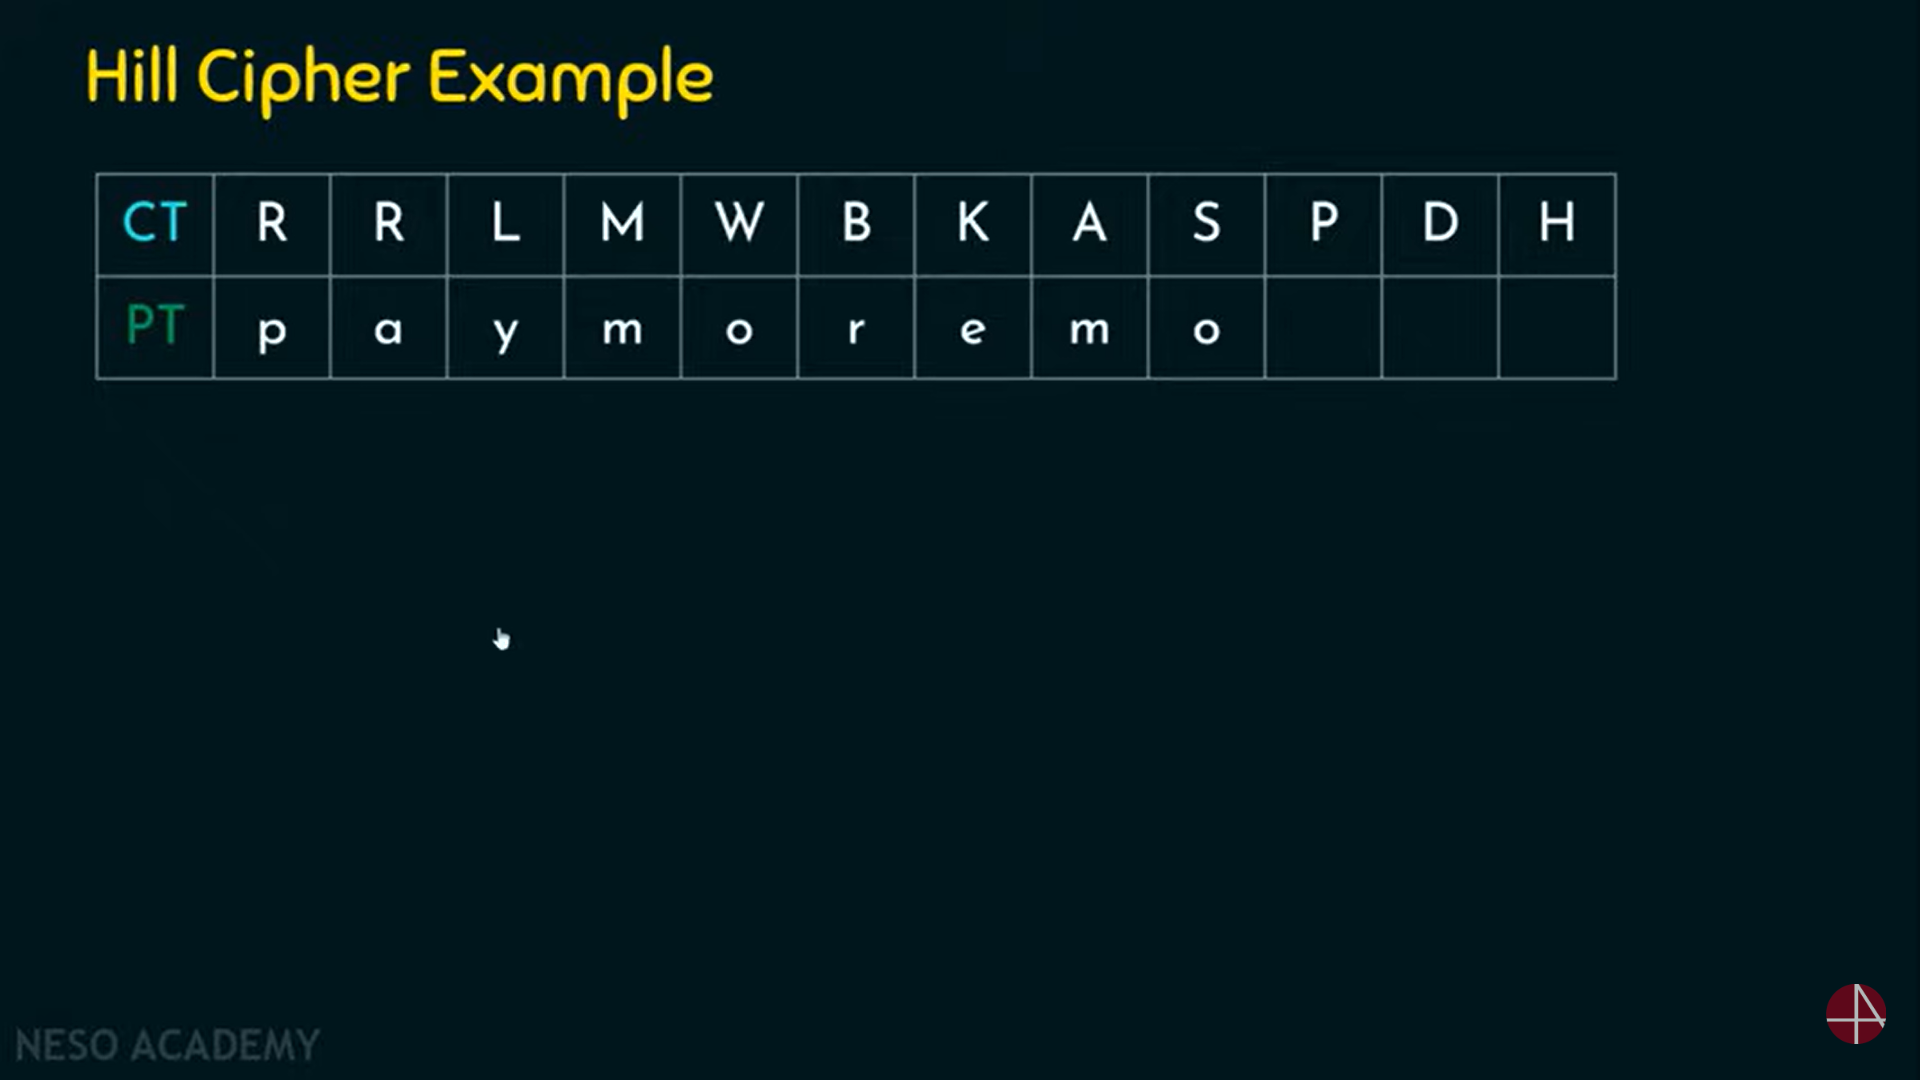 Hill Cipher Example
CT R R L M W B K A S P D H
PT p a y m o r e m o
NESO ACADEMY